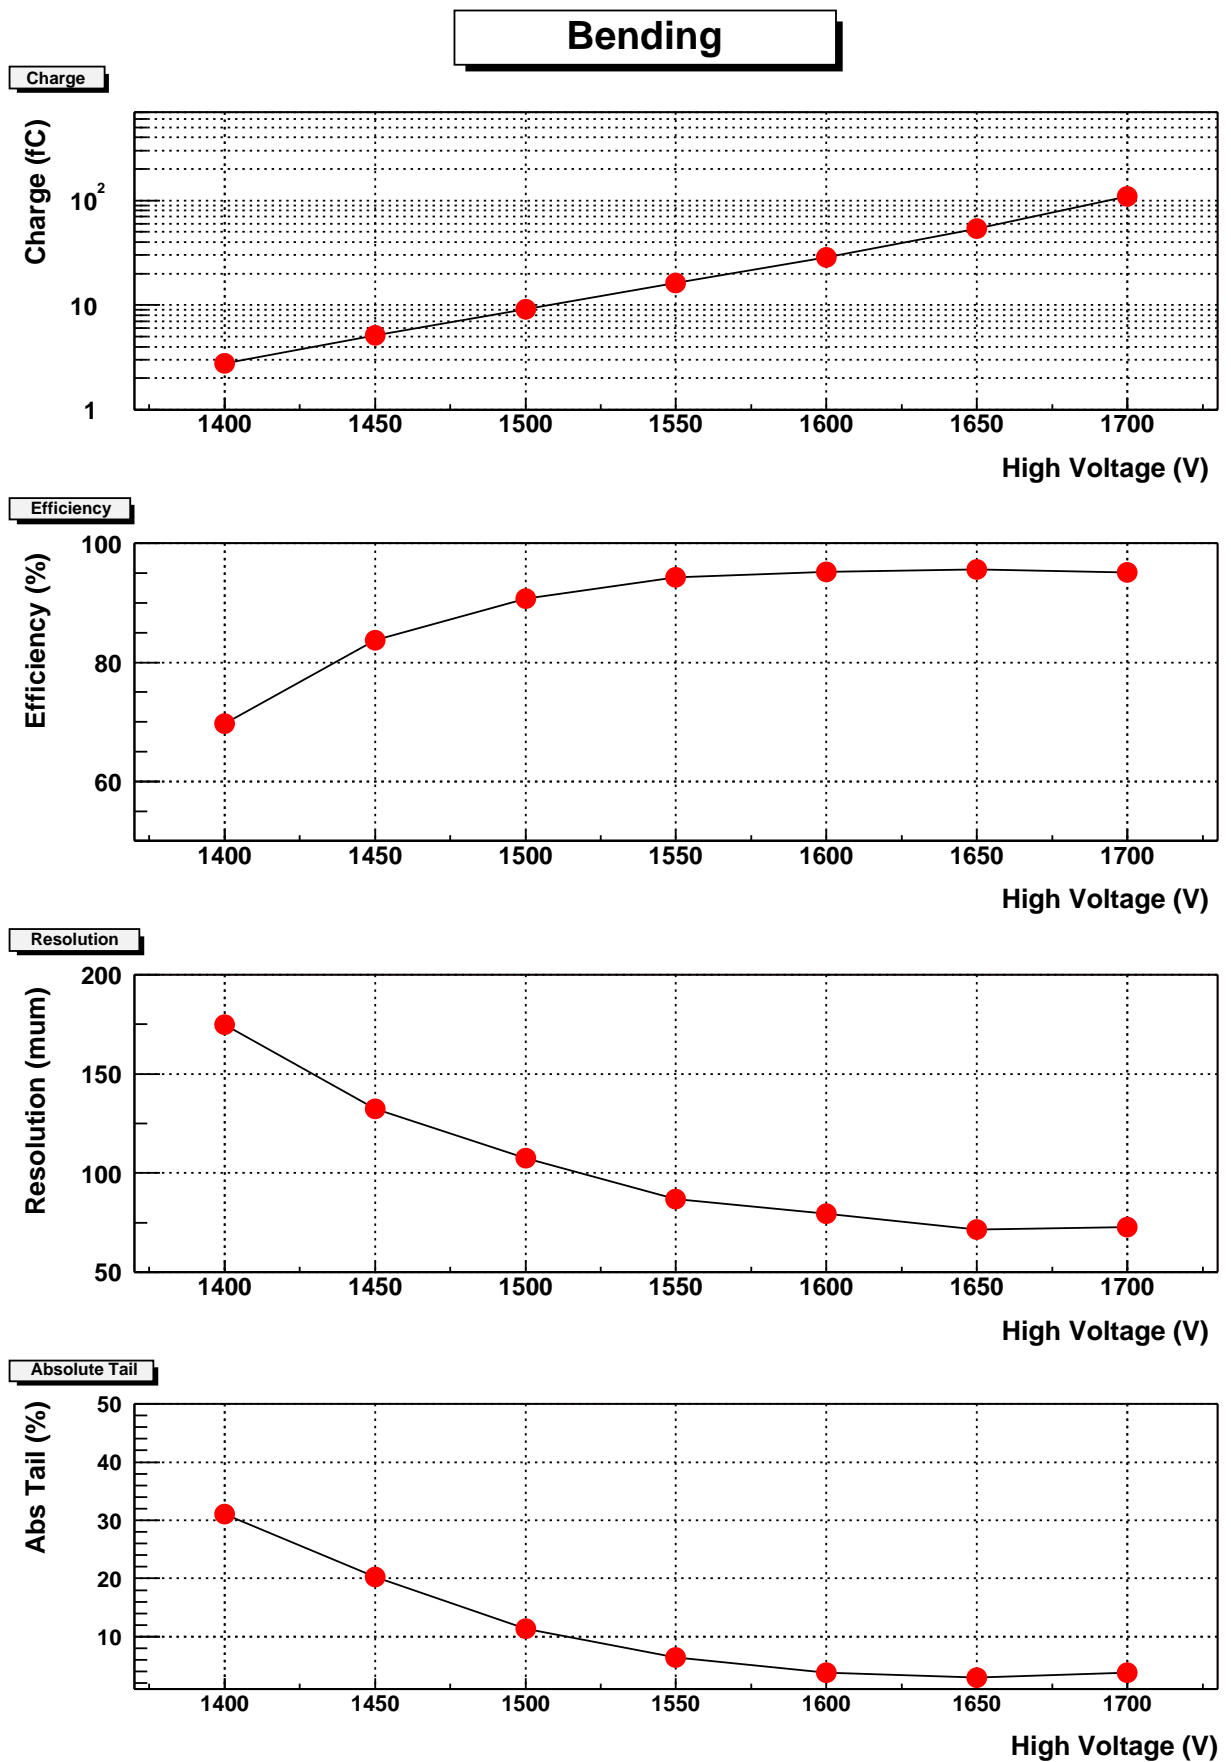 Bending
Charge
Charge (fC)
10²
10
1
1400 1450 1500 1550 1600 1650 1700
High Voltage (V)
Efficiency
Efficiency (%)
100
80
60
1400 1450 1500 1550 1600 1650 1700
High Voltage (V)
Resolution
Resolution (mum)
200
150
100
50
1400 1450 1500 1550 1600 1650 1700
High Voltage (V)
Absolute Tail
Abs Tail (%)
50
40
30
20
10
1400 1450 1500 1550 1600 1650 1700
High Voltage (V)